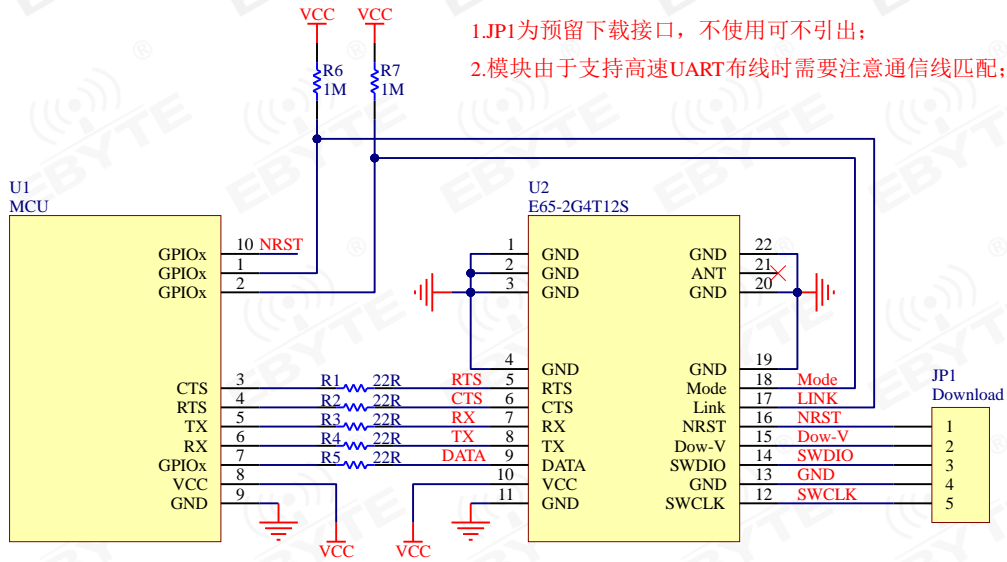 VCC VCC
1.JP1为预留下载接口，不使用可不引出；
2.模块由于支持高速UART布线时需要注意通信线匹配；
R6 R7
1M 1M
U1
MCU
U2
E65-2G4T12S
GPIOx 10 NRST
GPIOx 1
GPIOx 2
CTS 3 R1 22R RTS
RTS 4 R2 22R CTS
TX 5 R3 22R RX
RX 6 R4 22R TX
GPIOx 7 R5 22R DATA
VCC 8
GND 9
VCC VCC
1 GND
2 GND
3 GND
4 GND
5 RTS
6 CTS
7 RX
8 TX
9 DATA
10 VCC
11 GND
GND 22
ANT 21
GND 20
GND 19
Mode 18 Mode
Link 17 LINK
NRST 16 NRST
Dow-V 15 Dow-V
SWDIO 14 SWDIO
GND 13 GND
SWCLK 12 SWCLK
JP1
Download
1
2
3
4
5
EBYTE ®